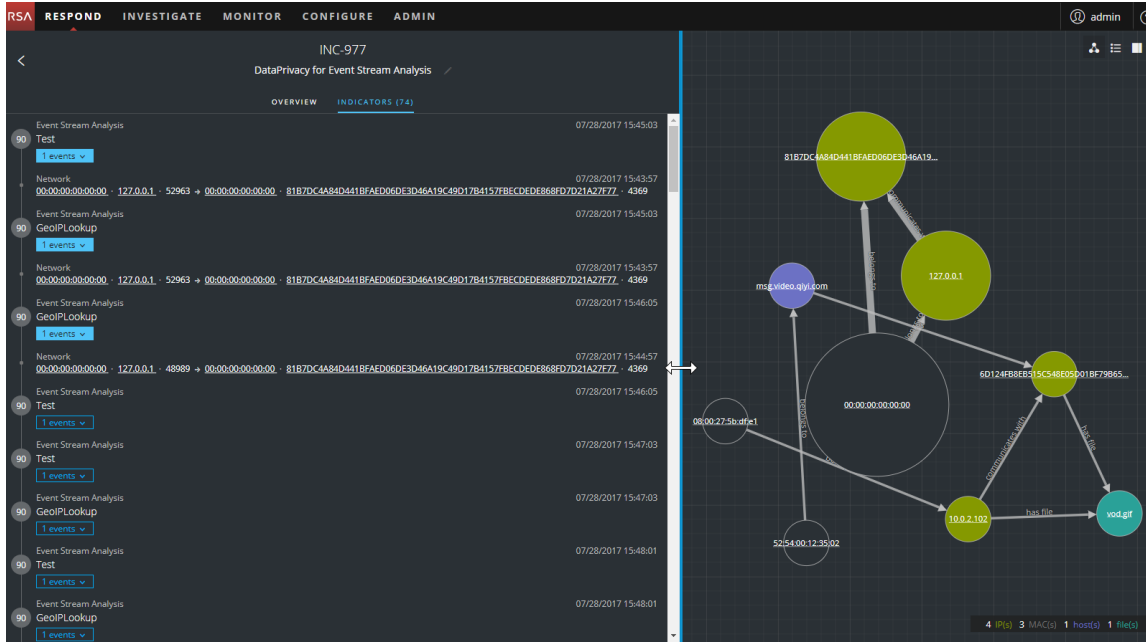 RSA RESPOND INVESTIGATE MONITOR CONFIGURE ADMIN admin
INC-977
DataPrivacy for Event Stream Analysis
OVERVIEW INDICATORS (74)
Event Stream Analysis 07/28/2017 15:45:03
90 Test
1 events
Network 07/28/2017 15:43:57
00:00:00:00:00:00 · 127.0.0.1 · 52963 → 00:00:00:00:00:00 · 81B7DC4A84D441BFAED06DE3D46A19C49D17B4157FBECDEDE868FD7D21A27F77 · 4369
Event Stream Analysis 07/28/2017 15:45:03
90 GeoIPLookup
1 events
Network 07/28/2017 15:43:57
00:00:00:00:00:00 · 127.0.0.1 · 52963 → 00:00:00:00:00:00 · 81B7DC4A84D441BFAED06DE3D46A19C49D17B4157FBECDEDE868FD7D21A27F77 · 4369
Event Stream Analysis 07/28/2017 15:46:05
90 GeoIPLookup
1 events
Network 07/28/2017 15:44:57
00:00:00:00:00:00 · 127.0.0.1 · 48989 → 00:00:00:00:00:00 · 81B7DC4A84D441BFAED06DE3D46A19C49D17B4157FBECDEDE868FD7D21A27F77 · 4369
Event Stream Analysis 07/28/2017 15:46:05
90 Test
1 events
Event Stream Analysis 07/28/2017 15:47:03
90 Test
1 events
Event Stream Analysis 07/28/2017 15:47:03
90 GeoIPLookup
1 events
Event Stream Analysis 07/28/2017 15:48:01
90 Test
1 events
Event Stream Analysis 07/28/2017 15:48:01
90 GeoIPLookup
1 events
81B7DC4A84D441BFAED06DE3D46A19...
127.0.0.1
belongs to
msg.video.qiyi.com
6D124FB8EB515C548E05D01BF79B65...
00:00:00:00:00:00
08:00:27:5b:df:e1
belongs to
communicates with
has file
10.0.2.102
has file
vod.gif
52:54:00:12:35:02
4 IP(s) 3 MAC(s) 1 host(s) 1 file(s)